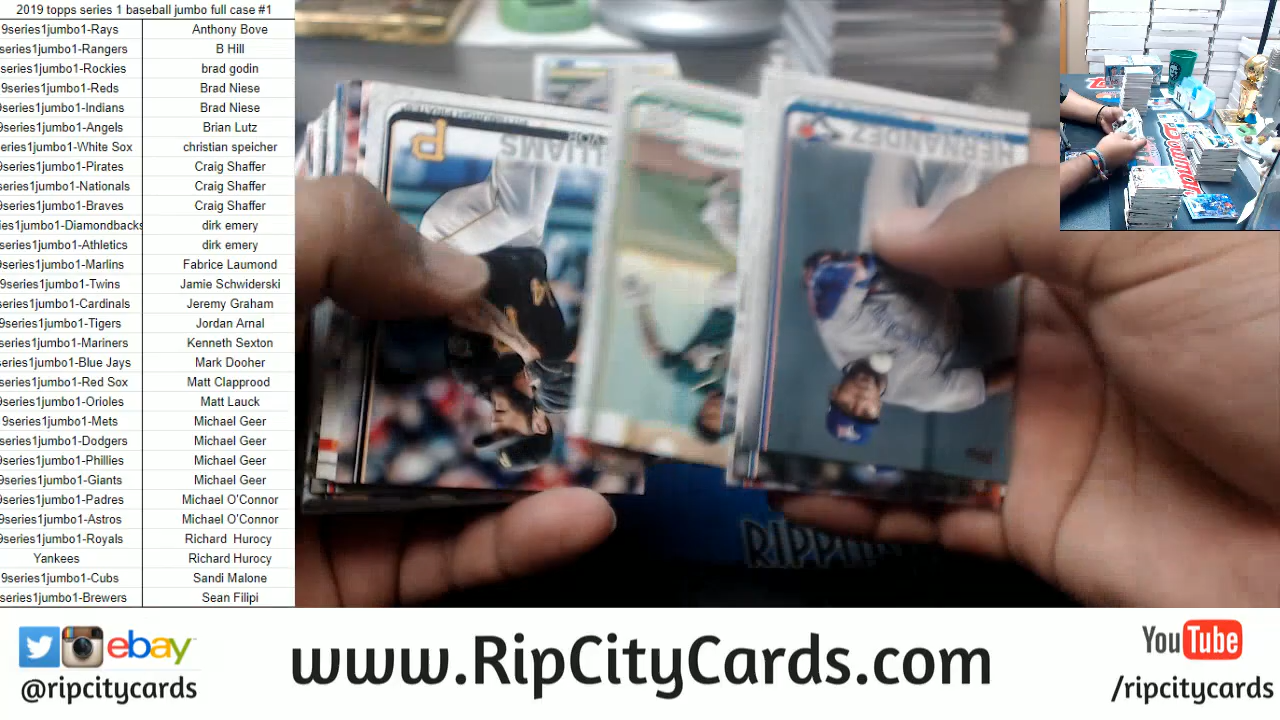 2019 topps series 1 baseball jumbo full case #1
9series1jumbo1-Rays Anthony Bove
series1jumbo1-Rangers B Hill
series1jumbo1-Rockies brad godin
9series1jumbo1-Reds Brad Niese
9series1jumbo1-Indians Brad Niese
9series1jumbo1-Angels Brian Lutz
series1jumbo1-White Sox christian speicher
9series1jumbo1-Pirates Craig Shaffer
series1jumbo1-Nationals Craig Shaffer
9series1jumbo1-Braves Craig Shaffer
ies1jumbo1-Diamondbacks dirk emery
series1jumbo1-Athletics dirk emery
9series1jumbo1-Marlins Fabrice Laumond
9series1jumbo1-Twins Jamie Schwiderski
series1jumbo1-Cardinals Jeremy Graham
9series1jumbo1-Tigers Jordan Arnal
9series1jumbo1-Mariners Kenneth Sexton
series1jumbo1-Blue Jays Mark Dooher
series1jumbo1-Red Sox Matt Clapprood
9series1jumbo1-Orioles Matt Lauck
9series1jumbo1-Mets Michael Geer
9series1jumbo1-Dodgers Michael Geer
9series1jumbo1-Phillies Michael Geer
9series1jumbo1-Giants Michael Geer
9series1jumbo1-Padres Michael O'Connor
9series1jumbo1-Astros Michael O'Connor
9series1jumbo1-Royals Richard Hurocy
Yankees Richard Hurocy
9series1jumbo1-Cubs Sandi Malone
series1jumbo1-Brewers Sean Filipi
P
PITTSBURGH PIRATES
LLIAMS
HERNANDEZ
Bowman
ebay
@ripcitycards
www.RipCityCards.com
YouTube
/ripcitycards